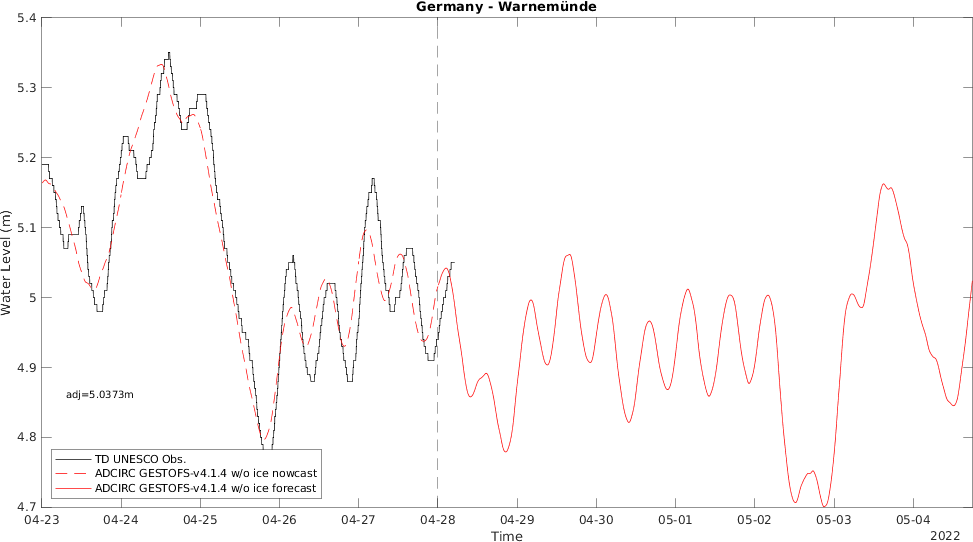 Germany - Warnemünde
5.4
5.3
5.2
5.1
5
4.9
4.8
4.7
Water Level (m)
adj=5.0373m
TD UNESCO Obs.
ADCIRC GESTOFS-v4.1.4 w/o ice nowcast
ADCIRC GESTOFS-v4.1.4 w/o ice forecast
04-23 04-24 04-25 04-26 04-27 04-28 04-29 04-30 05-01 05-02 05-03 05-04
Time
2022